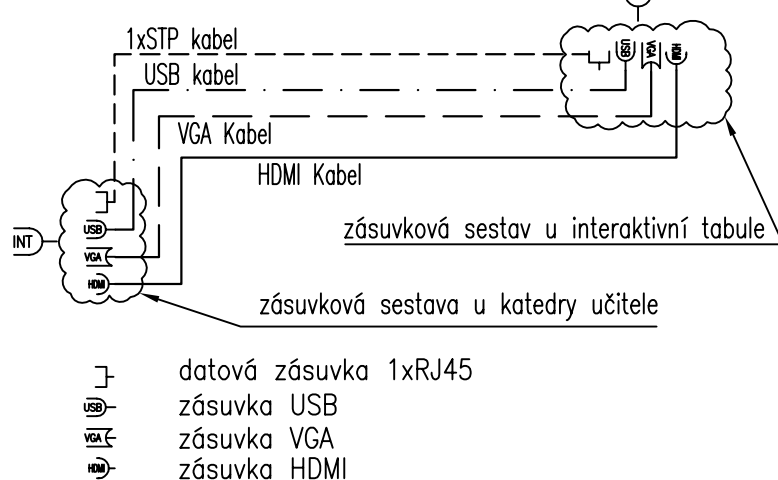 1xSTP kabel
USB VGA HDMI
USB kabel
VGA Kabel
HDMI Kabel
USB
INT
VGA
HDMI
zásuvková sestav u interaktivní tabule
zásuvková sestava u katedry učitele
datová zásuvka 1xRJ45
USB zásuvka USB
VGA zásuvka VGA
HDMI zásuvka HDMI